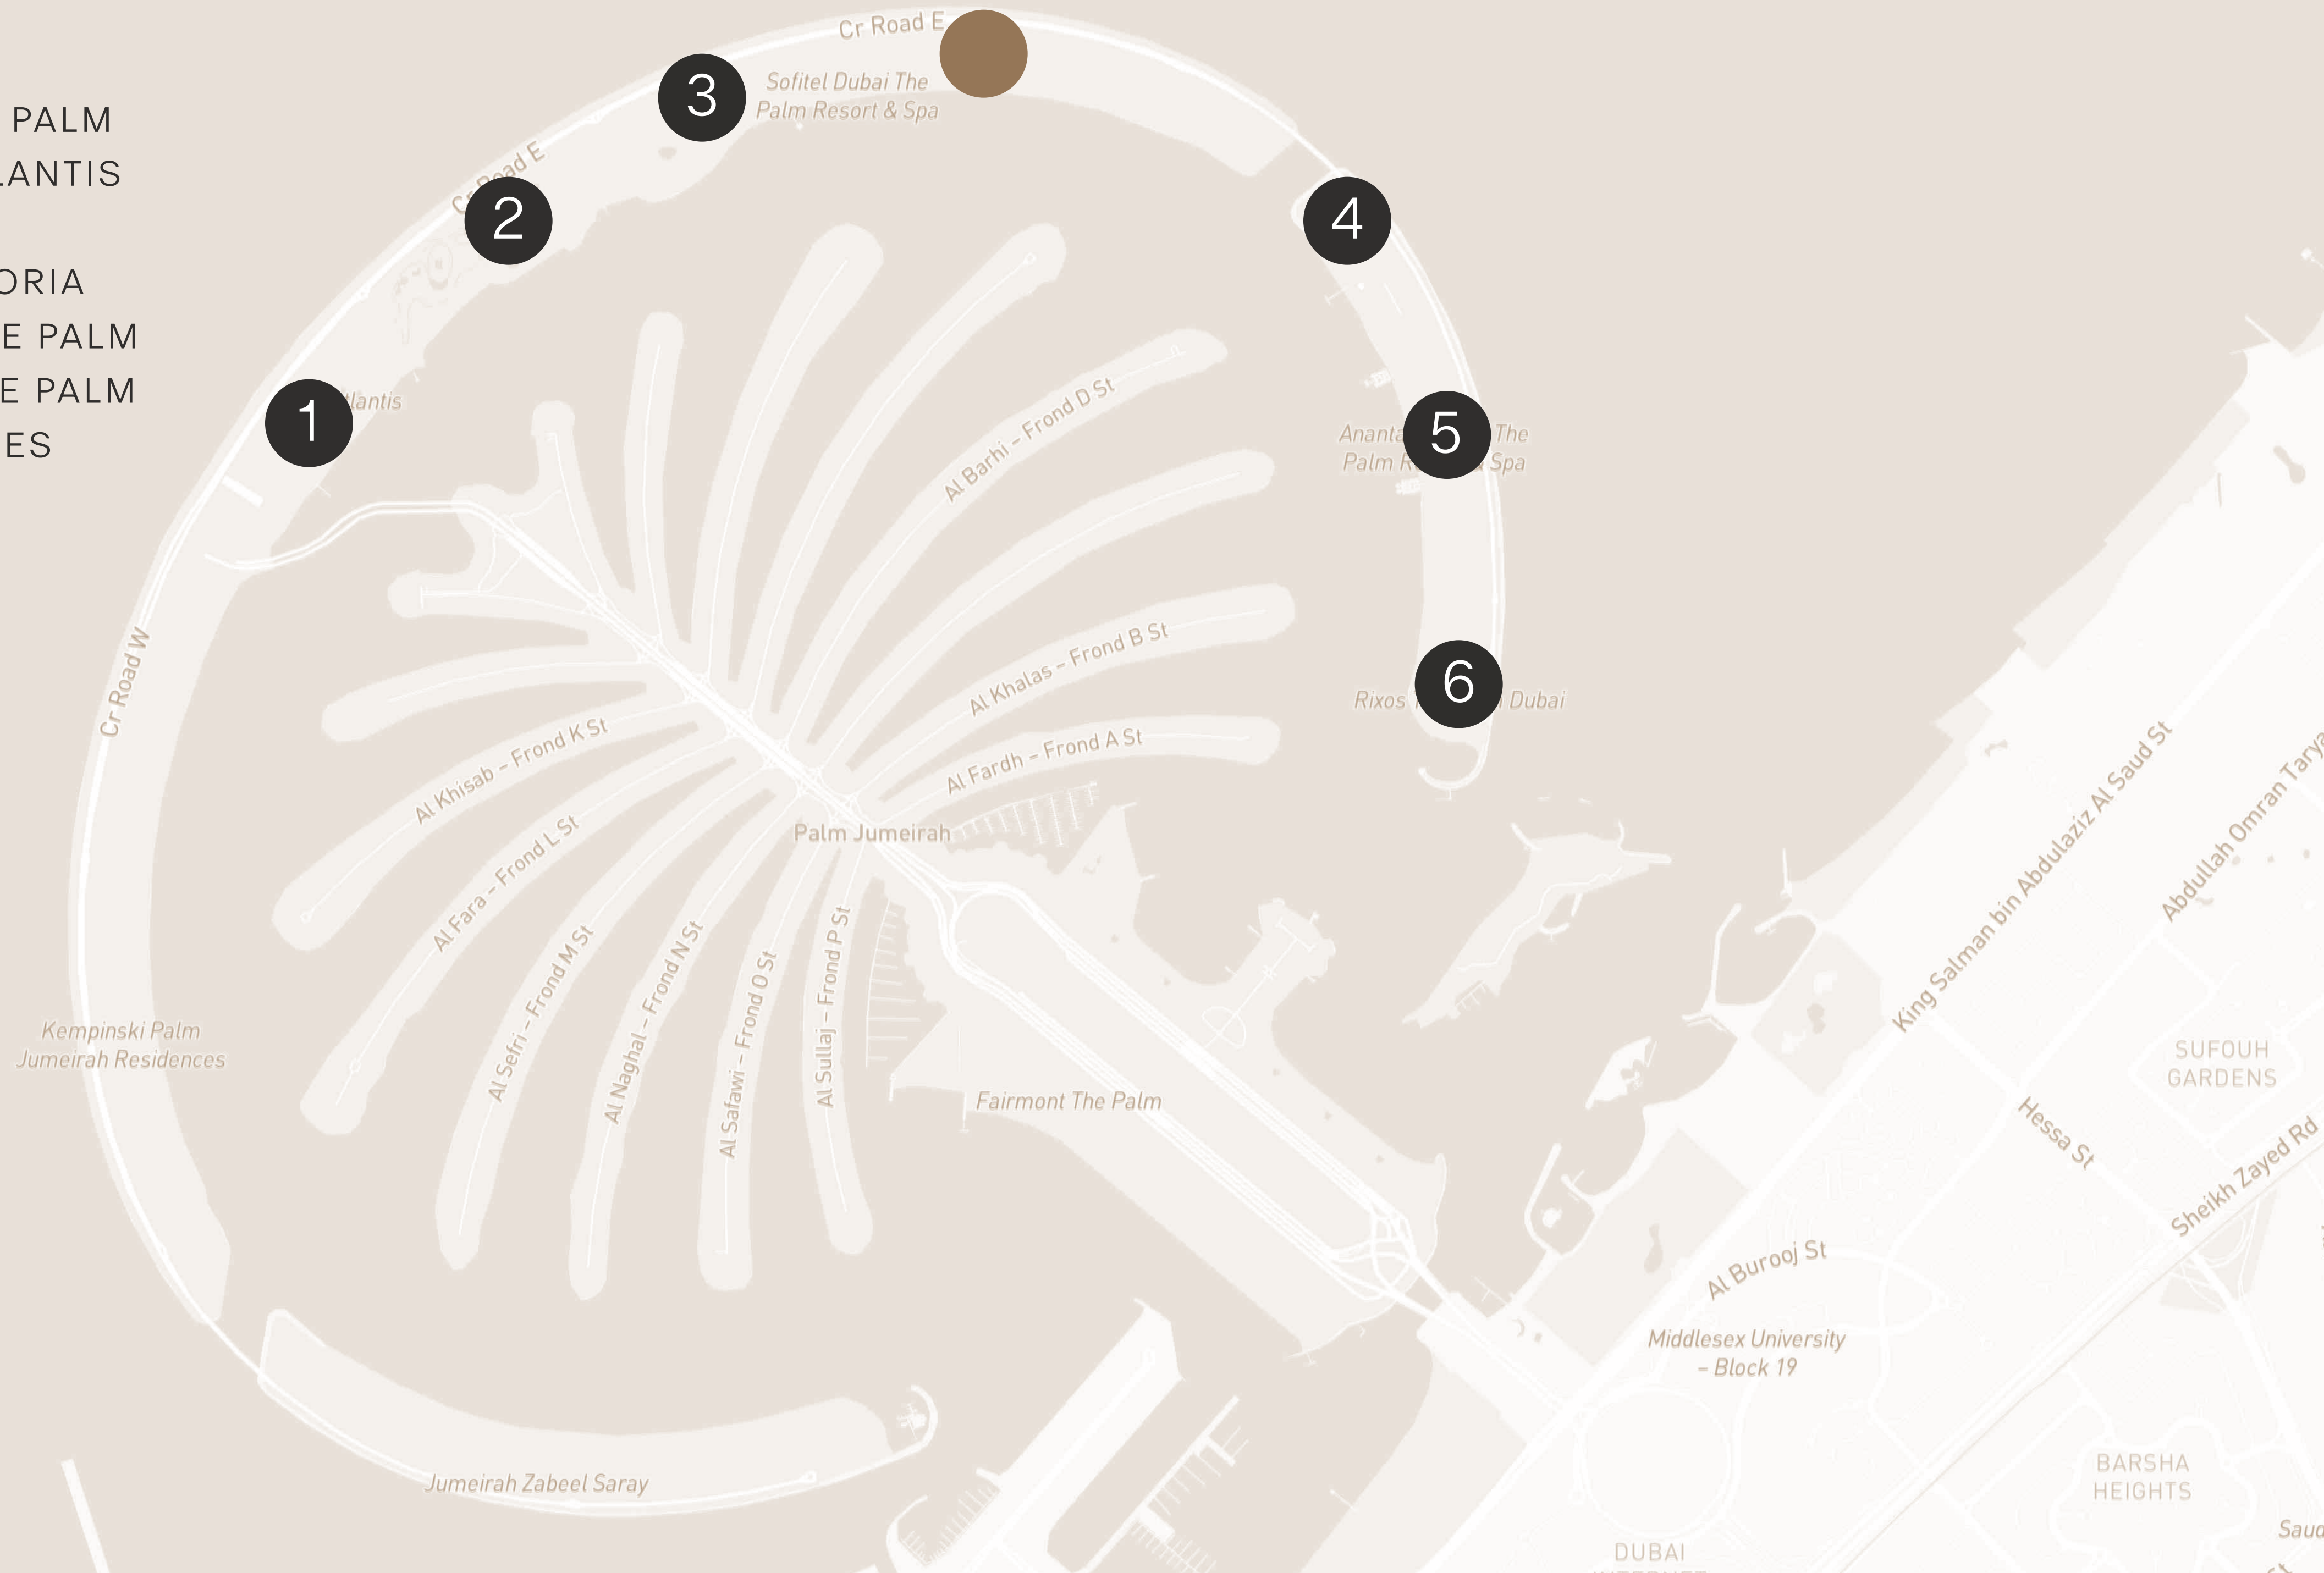 PALM
LANTIS
ORIA
E PALM
E PALM
ES
Cr Road E
3
Sofitel Dubai The
Palm Resort & Spa
Cr Road E
2
4
1
tlantis
Al Barhi – Frond D St
5
Ananta The
Palm R Spa
Cr Road W
Al Khalas – Frond B St
6
Rixos Dubai
Al Khisab – Frond K St
Al Fardh – Frond A St
Palm Jumeirah
Al Fara – Frond L St
Al Sefri – Frond M St
Al Naghal – Frond N St
Al Safawi – Frond O St
Al Sullaj – Frond P St
King Salman bin Abdulaziz Al Saud St
Abdullah Omran Tarya
Kempinski Palm
Jumeirah Residences
Fairmont The Palm
SUFOUH
GARDENS
Hessa St
Sheikh Zayed Rd
Al Burooj St
Middlesex University
– Block 19
Jumeirah Zabeel Saray
BARSHA
HEIGHTS
Saud
DUBAI
St